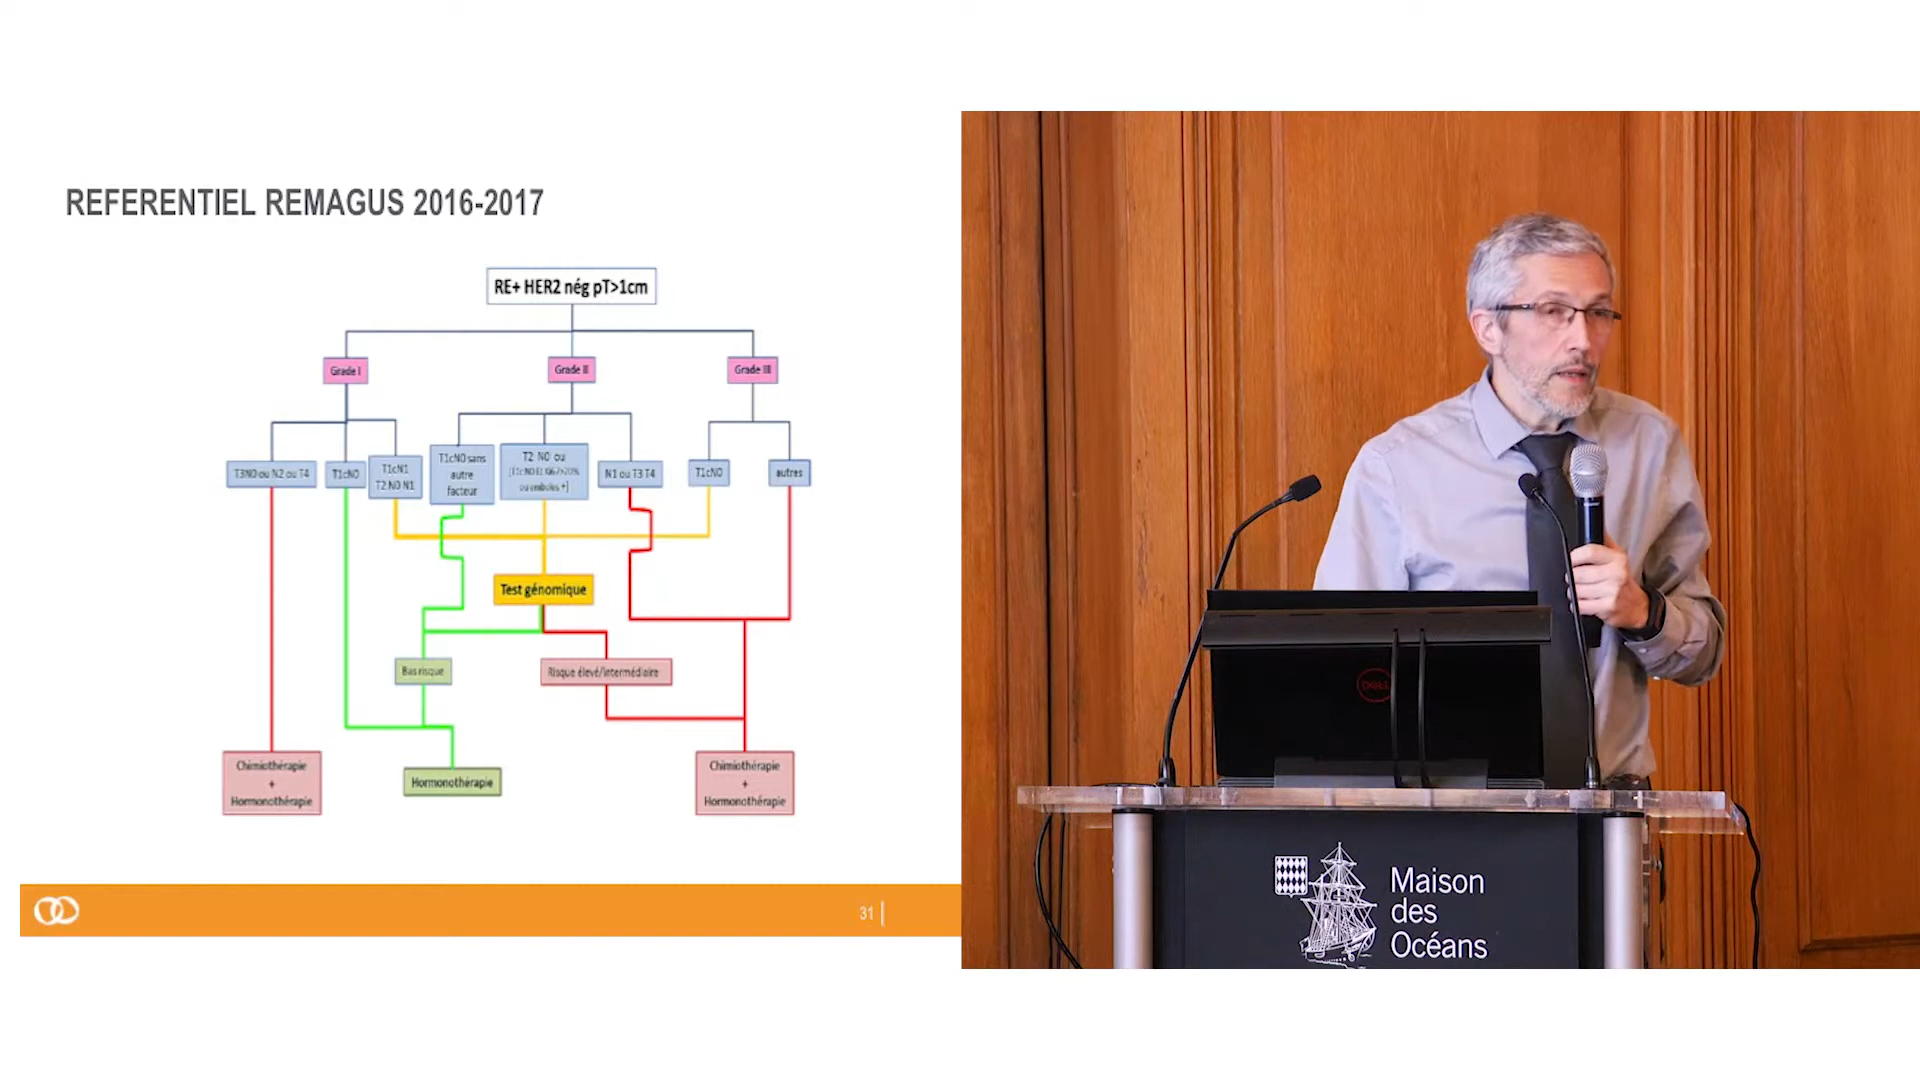 REFERENTIEL REMAGUS 2016-2017
RE+ HER2 nég pT>1cm
Grade I
Grade II
Grade III
T3N0 ou N2 ou T4
T1cN0
T1cN1
T2 N0 N1
T1cN0 sans
autre
facteur
T2 N0 ou
[T1cN0 Et Ki67>20%
ou emboles +]
N1 ou T3 T4
T1cN0
autres
Test génomique
Bas risque
Risque élevé/intermédiaire
Chimiothérapie
+
Hormonothérapie
Hormonothérapie
Chimiothérapie
+
Hormonothérapie
31
DELL
Maison
des
Océans